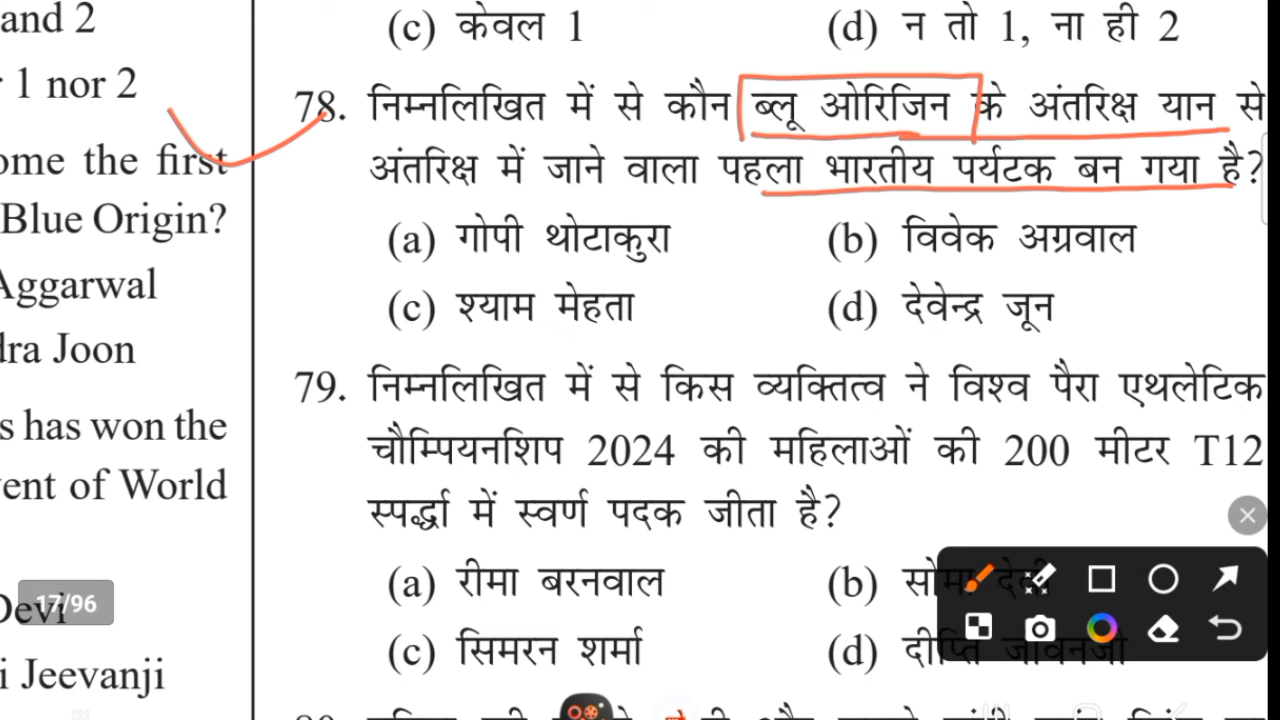 and 2
1 nor 2
ome the first
Blue Origin?
Aggarwal
dra Joon
s has won the
vent of World
Devi
17/96
i Jeevanji
(c) केवल 1 (d) न तो 1, ना ही 2
78. निम्नलिखित में से कौन ब्लू ओरिजिन के अंतरिक्ष यान से
अंतरिक्ष में जाने वाला पहला भारतीय पर्यटक बन गया है?
(a) गोपी थोटाकुरा (b) विवेक अग्रवाल
(c) श्याम मेहता (d) देवेन्द्र जून
79. निम्नलिखित में से किस व्यक्तित्व ने विश्व पैरा एथलेटिक
चौम्पियनशिप 2024 की महिलाओं की 200 मीटर T12
स्पर्द्धा में स्वर्ण पदक जीता है?
(a) रीमा बरनवाल (b) सोमा देवी
(c) सिमरन शर्मा (d) दीप्ति जीवनजी